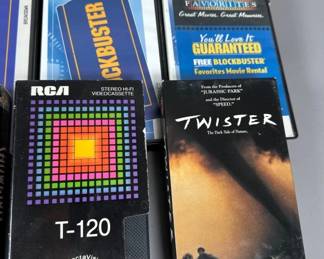 BLOCKBUSTER
FAVORITES
Great Movies. Great Memories.
You'll Love It
GUARANTEED
FREE BLOCKBUSTER
Favorites Movie Rental
RCA
STEREO HI-FI
VIDEOCASSETTE
T-120
From the Producers of
"JURASSIC PARK"
and the Director of
"SPEED."
TWISTER
The Dark Side of Nature.